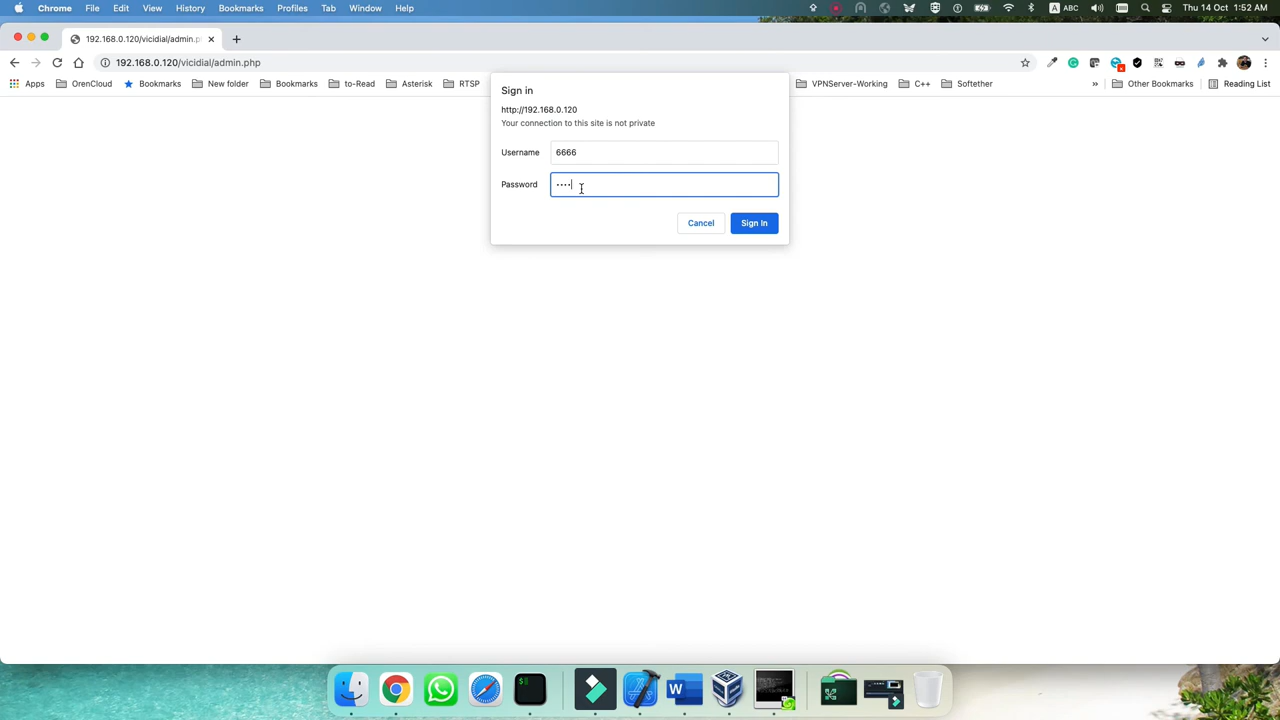 Chrome File Edit View History Bookmarks Profiles Tab Window Help
A ABC Thu 14 Oct 1:52 AM
192.168.0.120/vicidial/admin.p
192.168.0.120/vicidial/admin.php
Apps OrenCloud Bookmarks New folder Bookmarks to-Read Asterisk RTSP VPNServer-Working C++ Softether » Other Bookmarks Reading List
Sign in
http://192.168.0.120
Your connection to this site is not private
Username 6666
Password ••••
Cancel Sign In